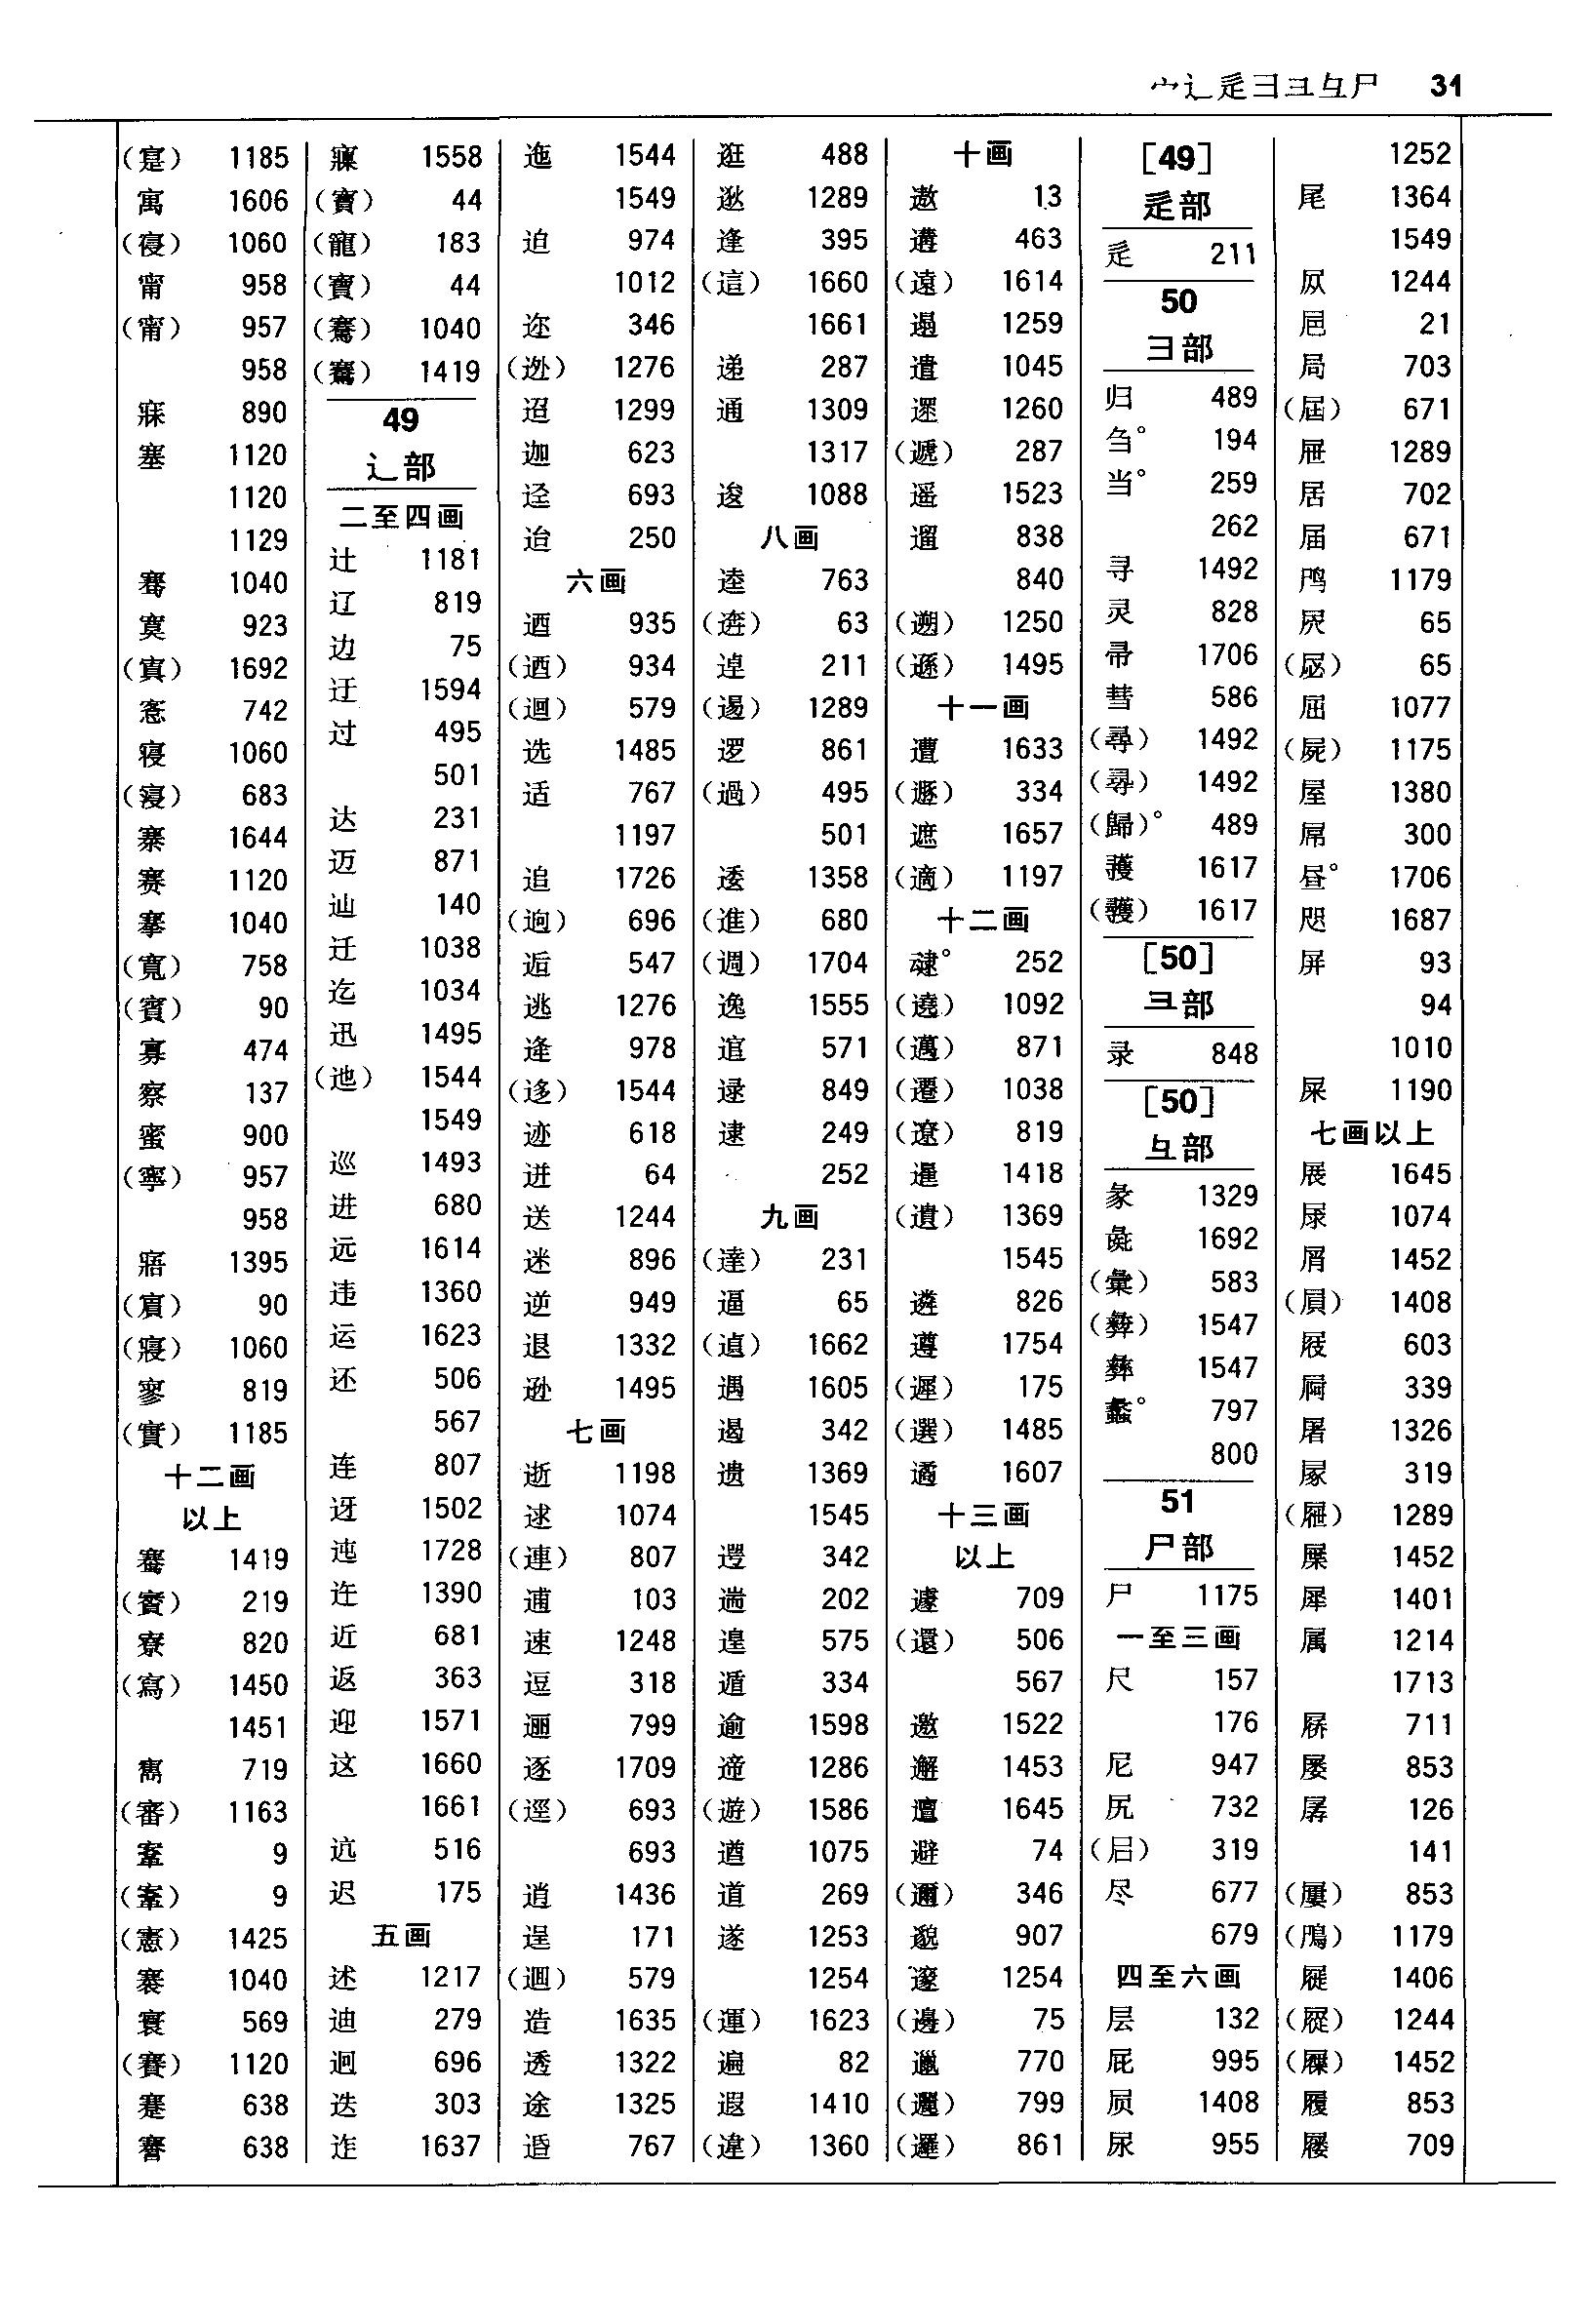 宀辶辵彐⺕彑尸 31
(寔) 1185
寓 1606
(寑) 1060
甯 958
(甯) 957
958
寐 890
塞 1120
1120
1129
骞 1040
寞 923
(寘) 1692
窸 742
寝 1060
(寠) 683
寨 1644
赛 1120
搴 1040
(寬) 758
(賓) 90
寡 474
察 137
蜜 900
(寧) 957
958
寤 1395
(賔) 90
(寢) 1060
寥 819
(實) 1185
十二画
以上
1419
(賨) 219
寮 820
(寫) 1450
1451
寯 719
(審) 1163
9
9
(憲) 1425
褰 1040
寰 569
(賽) 1120
蹇 638
謇 638
寱 1558
(寶) 44
(寵) 183
(寳) 44
(騫) 1040
(鶱) 1419
49
辶部
二至四画
辻 1181
辽 819
边 75
迂 1594
过 495
501
达 231
迈 871
辿 140
迁 1038
迄 1034
迅 1495
(迆) 1544
1549
巡 1493
进 680
远 1614
违 1360
运 1623
还 506
567
连 807
迓 1502
迍 1728
迕 1390
近 681
返 363
迎 1571
这 1660
1661
迒 516
迟 175
五画
述 1217
迪 279
迥 696
迭 303
迮 1637
迤 1544
1549
迫 974
1012
迩 346
(迯) 1276
迢 1299
迦 623
迳 693
迨 250
六画
迺 935
(迺) 934
(迴) 579
选 1485
适 767
1197
追 1726
(逈) 696
逅 547
逃 1276
逄 978
(迻) 1544
迹 618
迸 64
送 1244
迷 896
逆 949
退 1332
逊 1495
七画
逝 1198
逑 1074
(連) 807
逋 103
速 1248
逗 318
逦 799
逐 1709
(逕) 693
693
逍 1436
逞 171
(逥) 579
造 1635
透 1322
途 1325
适 767
逛 488
逖 1289
逢 395
(這) 1660
1661
递 287
通 1309
1317
逡 1088
八画
逵 763
(逩) 63
逴 211
(逷) 1289
逻 861
(過) 495
501
逶 1358
(進) 680
(週) 1704
逸 1555
逭 571
逯 849
逮 249
252
九画
(達) 231
逼 65
(遉) 1662
遇 1605
遏 342
遗 1369
1545
遌 342
遄 202
遑 575
遁 334
逾 1598
遆 1286
(遊) 1586
遒 1075
道 269
遂 1253
1254
(運) 1623
遍 82
遐 1410
(違) 1360
十画
遨 13
遘 463
(遠) 1614
遢 1259
遣 1045
遝 1260
(遞) 287
遥 1523
遛 838
840
(遡) 1250
(遜) 1495
十一画
遭 1633
(遯) 334
遮 1657
(適) 1197
十二画
叇° 252
(遶) 1092
(邁) 871
(遷) 1038
(遼) 819
暹 1418
(遺) 1369
1545
遴 826
遵 1754
(遲) 175
(選) 1485
遹 1607
十三画
以上
遽 709
(還) 506
567
邀 1522
邂 1453
邅 1645
避 74
(邇) 346
邈 907
邃 1254
(邊) 75
邋 770
(邐) 799
(邏) 861
[49]
辵部
辵 211
50
彐部
归 489
刍° 194
当° 259
262
寻 1492
灵 828
帚 1706
彗 586
(尋) 1492
(尋) 1492
(歸)° 489
彟 1617
(彠) 1617
[50]
⺕部
录 848
[50]
彑部
彖 1329
彘 1692
(彙) 583
(彜) 1547
彝 1547
蠡° 797
800
51
尸部
尸 1175
一至三画
尺 157
176
尼 947
尻 732
(㞎) 319
尽 677
679
四至六画
层 132
屁 995
屃 1408
尿 955
1252
尾 1364
1549
屃 1244
㞎 21
局 703
(屆) 671
屉 1289
居 702
届 671
鸤 1179
65
65
屈 1077
(屍) 1175
屋 1380
屌 300
昼° 1706
咫 1687
屏 93
94
1010
屎 1190
七画以上
展 1645
㞗 1074
屑 1452
(屓) 1408
屐 603
屙 339
屠 1326
㞘 319
(屜) 1289
屟 1452
犀 1401
属 1214
1713
屦 711
屡 853
孱 126
141
(屢) 853
(鳲) 1179
屣 1406
1244
(屧) 1452
履 853
屦 709